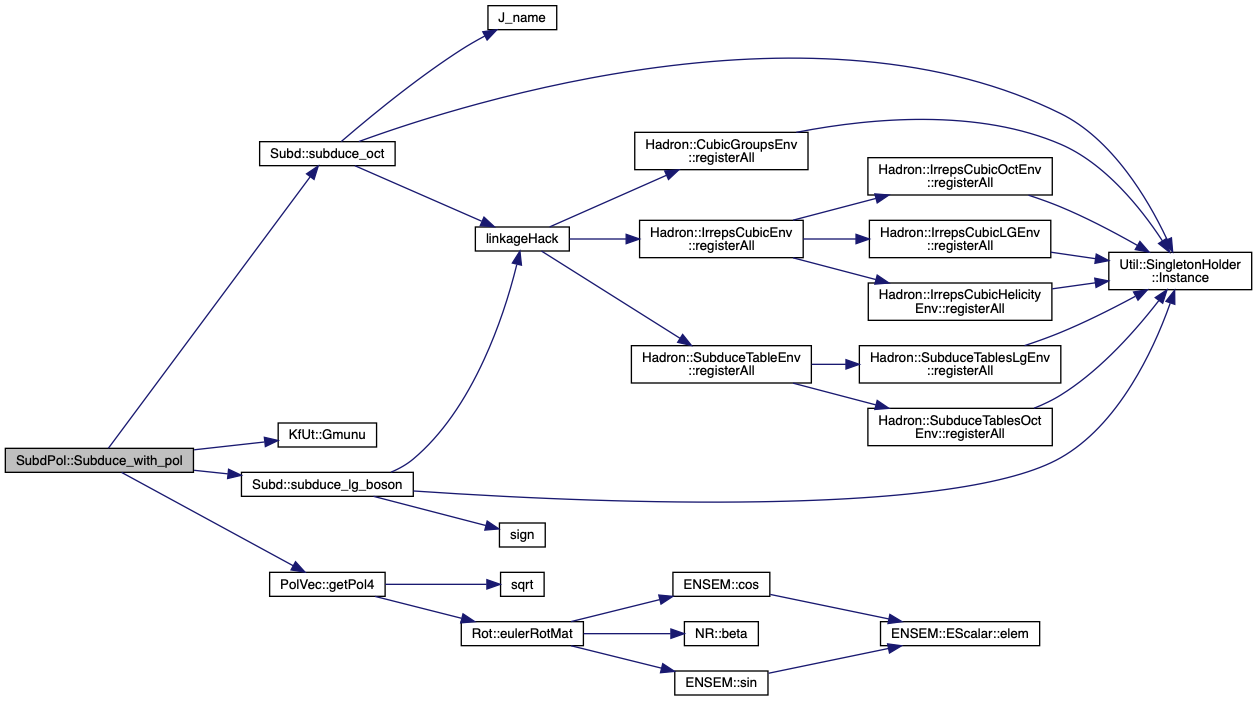 J_name
Subd::subduce_oct
Hadron::CubicGroupsEnv
::registerAll
Hadron::IrrepsCubicOctEnv
::registerAll
linkageHack
Hadron::IrrepsCubicEnv
::registerAll
Hadron::IrrepsCubicLGEnv
::registerAll
Util::SingletonHolder
::Instance
Hadron::IrrepsCubicHelicity
Env::registerAll
Hadron::SubduceTableEnv
::registerAll
Hadron::SubduceTablesLgEnv
::registerAll
Hadron::SubduceTablesOct
Env::registerAll
KfUt::Gmunu
SubdPol::Subduce_with_pol
Subd::subduce_lg_boson
sign
PolVec::getPol4
sqrt
ENSEM::cos
Rot::eulerRotMat
NR::beta
ENSEM::EScalar::elem
ENSEM::sin